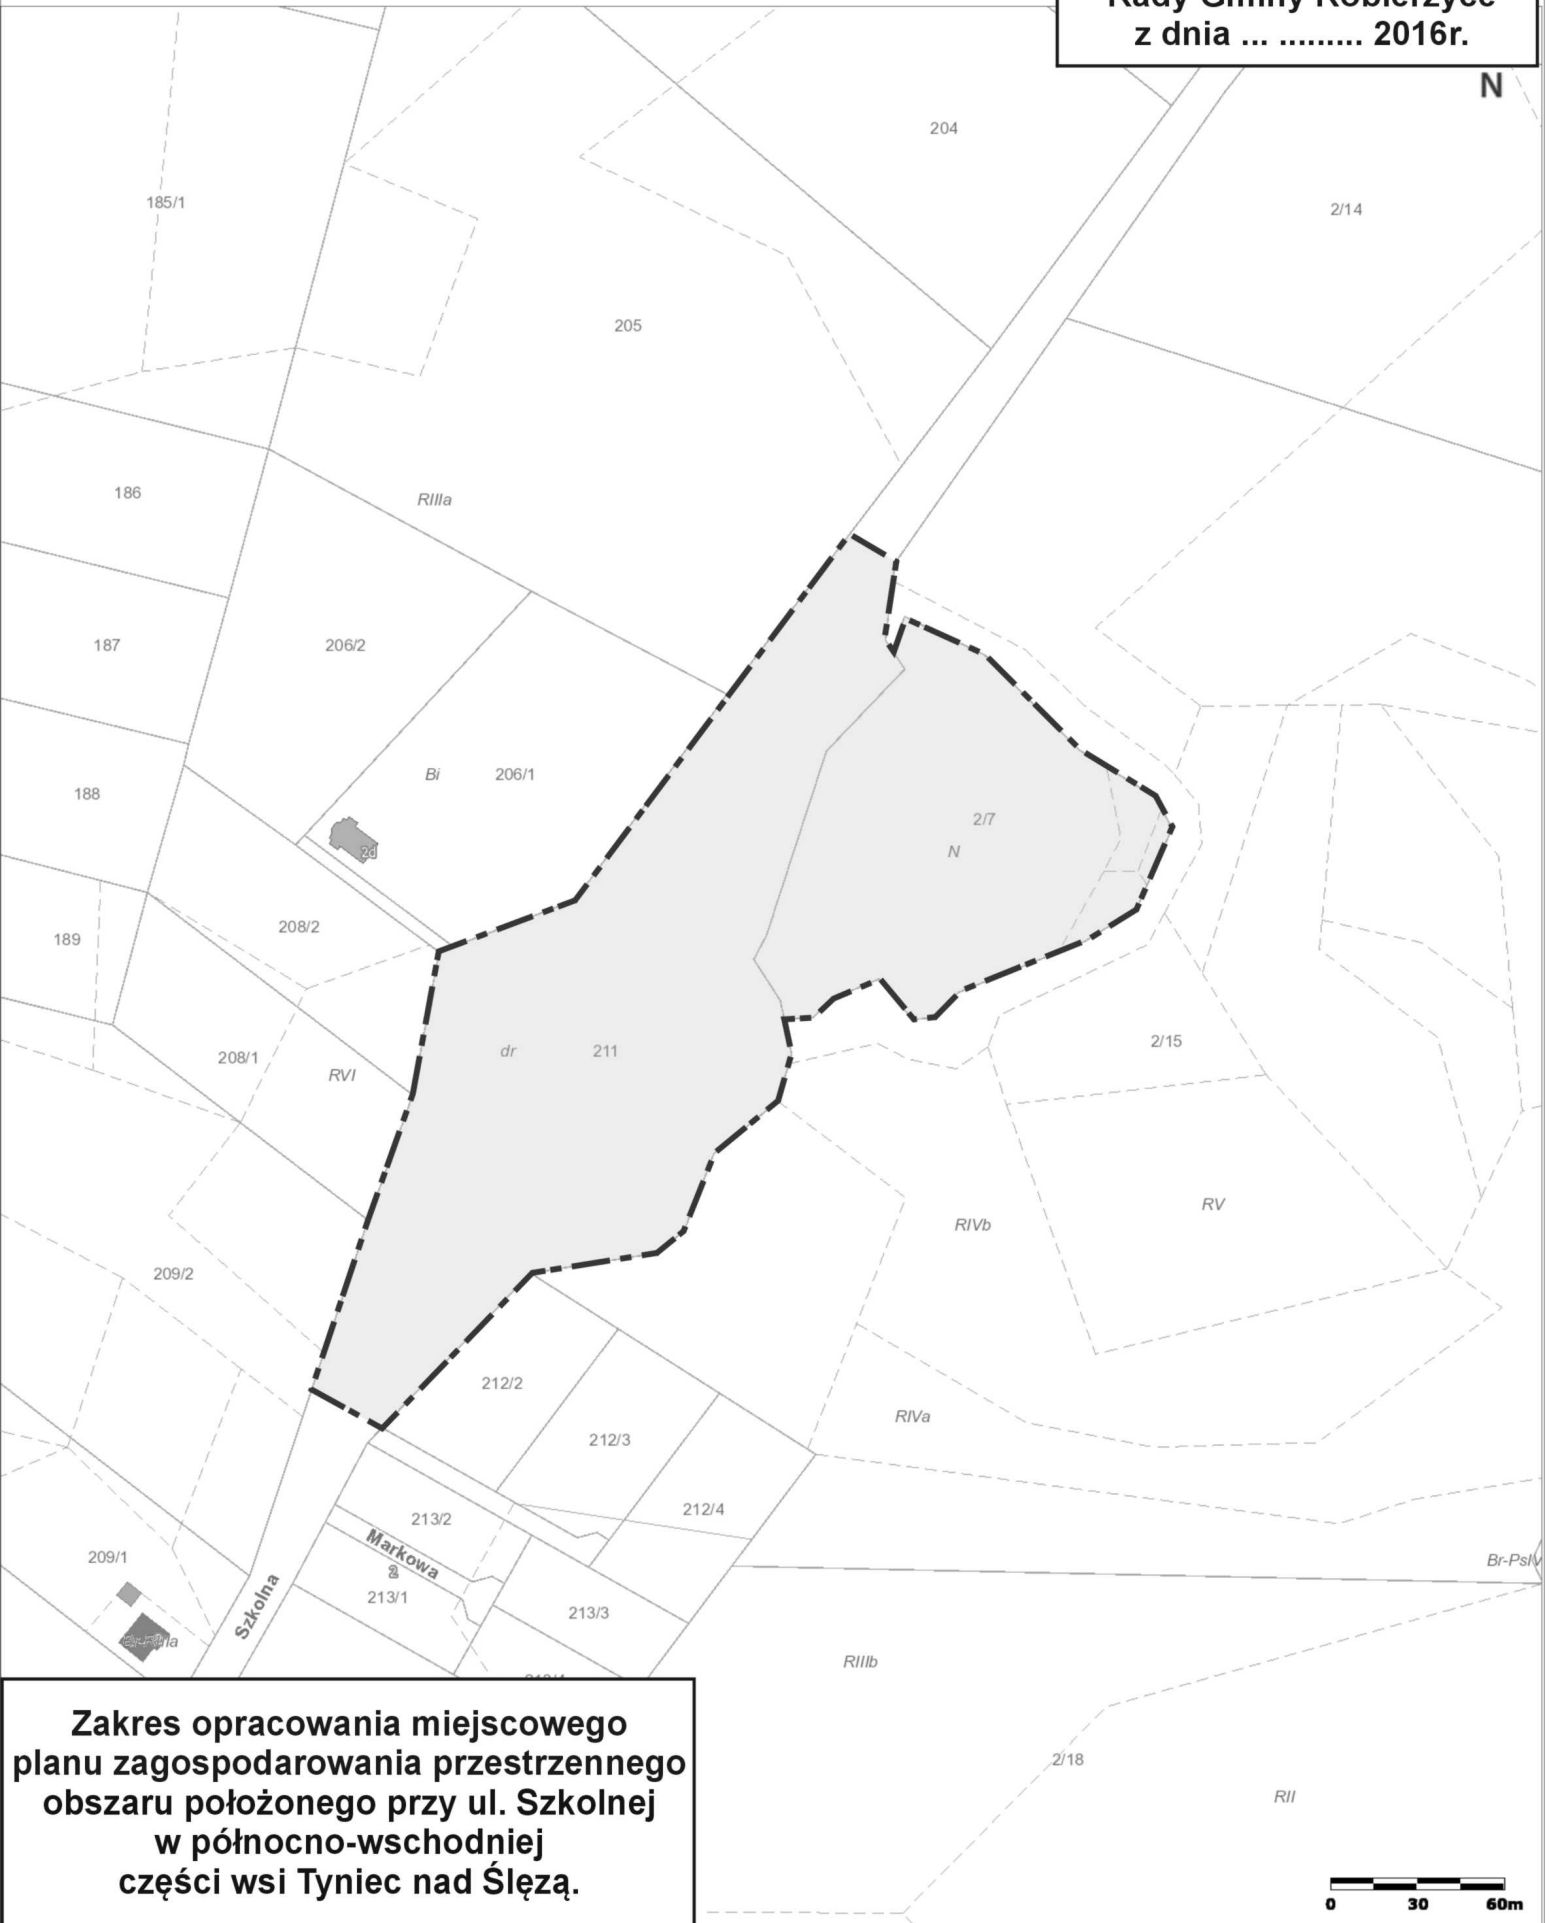 Rady Gminy Kobierzyce
z dnia ... ......... 2016r.
N
204
185/1
2/14
205
186
RIIIa
187
206/2
Bi
206/1
188
2/7
2d
N
189
208/2
2/15
dr
211
208/1
RVI
RV
RIVb
209/2
212/2
RIVa
212/3
212/4
213/2
Markowa
209/1
Br-PsIV
2
213/1
213/3
Szkolna
RIIIb
Zakres opracowania miejscowego
planu zagospodarowania przestrzennego
obszaru położonego przy ul. Szkolnej
w północno-wschodniej
części wsi Tyniec nad Ślęzą.
2/18
RII
0 30 60m